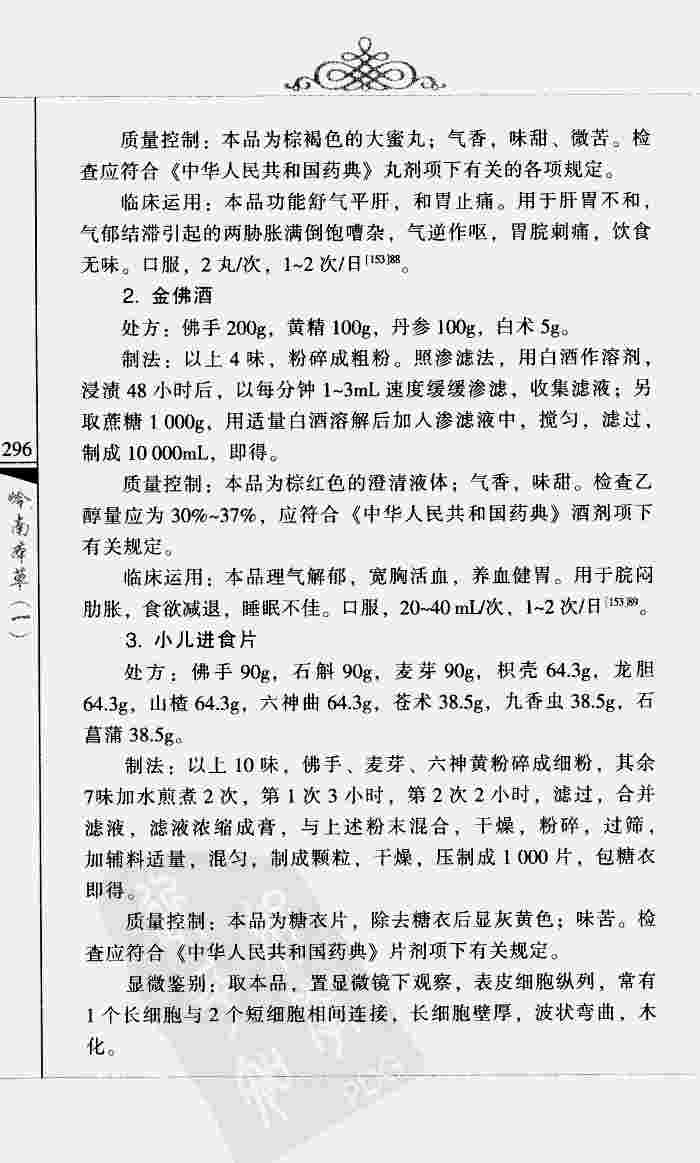 质量控制：本品为棕褐色的大蜜丸；气香，味甜、微苦。检
查应符合《中华人民共和国药典》丸剂项下有关的各项规定。
临床运用：本品功能舒气平肝，和胃止痛。用于肝胃不和，
气郁结滞引起的两胁胀满倒饱嘈杂，气逆作呕，胃脘刺痛，饮食
无味。口服，2 丸/次，1~2 次/日[153]88。
2. 金佛酒
处方：佛手 200g，黄精 100g，丹参 100g，白术 5g。
制法：以上 4 味，粉碎成粗粉。照渗滤法，用白酒作溶剂，
浸渍 48 小时后，以每分钟 1~3mL 速度缓缓渗滤，收集滤液；另
取蔗糖 1 000g，用适量白酒溶解后加入渗滤液中，搅匀，滤过，
制成 10 000mL，即得。
质量控制：本品为棕红色的澄清液体；气香，味甜。检查乙
醇量应为 30%~37%，应符合《中华人民共和国药典》酒剂项下
有关规定。
临床运用：本品理气解郁，宽胸活血，养血健胃。用于脘闷
肋胀，食欲减退，睡眠不佳。口服，20~40 mL/次，1~2 次/日[153]89。
3. 小儿进食片
处方：佛手 90g，石斛 90g，麦芽 90g，枳壳 64.3g，龙胆
64.3g，山楂 64.3g，六神曲 64.3g，苍术 38.5g，九香虫 38.5g，石
菖蒲 38.5g。
制法：以上 10 味，佛手、麦芽、六神黄粉碎成细粉，其余
7味加水煎煮 2 次，第 1 次 3 小时，第 2 次 2 小时，滤过，合并
滤液，滤液浓缩成膏，与上述粉末混合，干燥，粉碎，过筛，
加辅料适量，混匀，制成颗粒，干燥，压制成 1 000 片，包糖衣
即得。
质量控制：本品为糖衣片，除去糖衣后显灰黄色；味苦。检
查应符合《中华人民共和国药典》片剂项下有关规定。
显微鉴别：取本品，置显微镜下观察，表皮细胞纵列，常有
1 个长细胞与 2 个短细胞相间连接，长细胞壁厚，波状弯曲，木
化。
296
岭南本草（一）
PDG